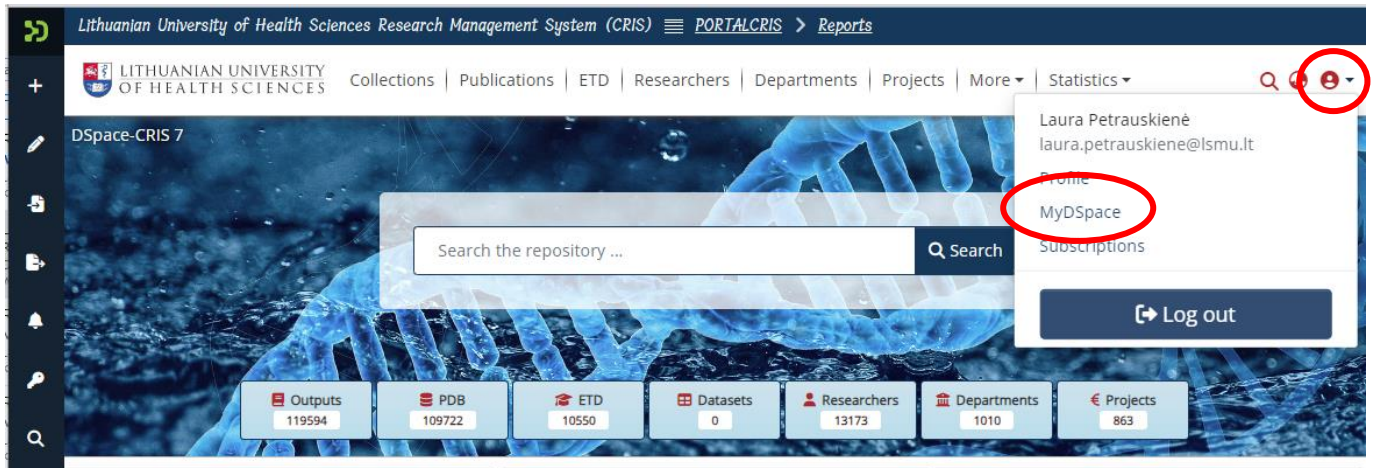 Lithuanian University of Health Sciences Research Management System (CRIS) PORTALCRIS > Reports
LITHUANIAN UNIVERSITY
OF HEALTH SCIENCES
Collections | Publications | ETD | Researchers | Departments | Projects | More | Statistics
DSpace-CRIS 7
Laura Petrauskienė
laura.petrauskiene@lsmu.lt
Profile
MyDSpace
Subscriptions
Log out
Search the repository ... Search
Outputs
119594
PDB
109722
ETD
10550
Datasets
0
Researchers
13173
Departments
1010
€ Projects
863